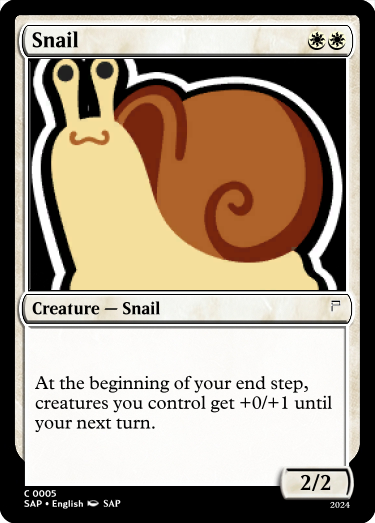 Snail
Creature — Snail
At the beginning of your end step,
creatures you control get +0/+1 until
your next turn.
2/2
C 0005
SAP • English SAP
2024